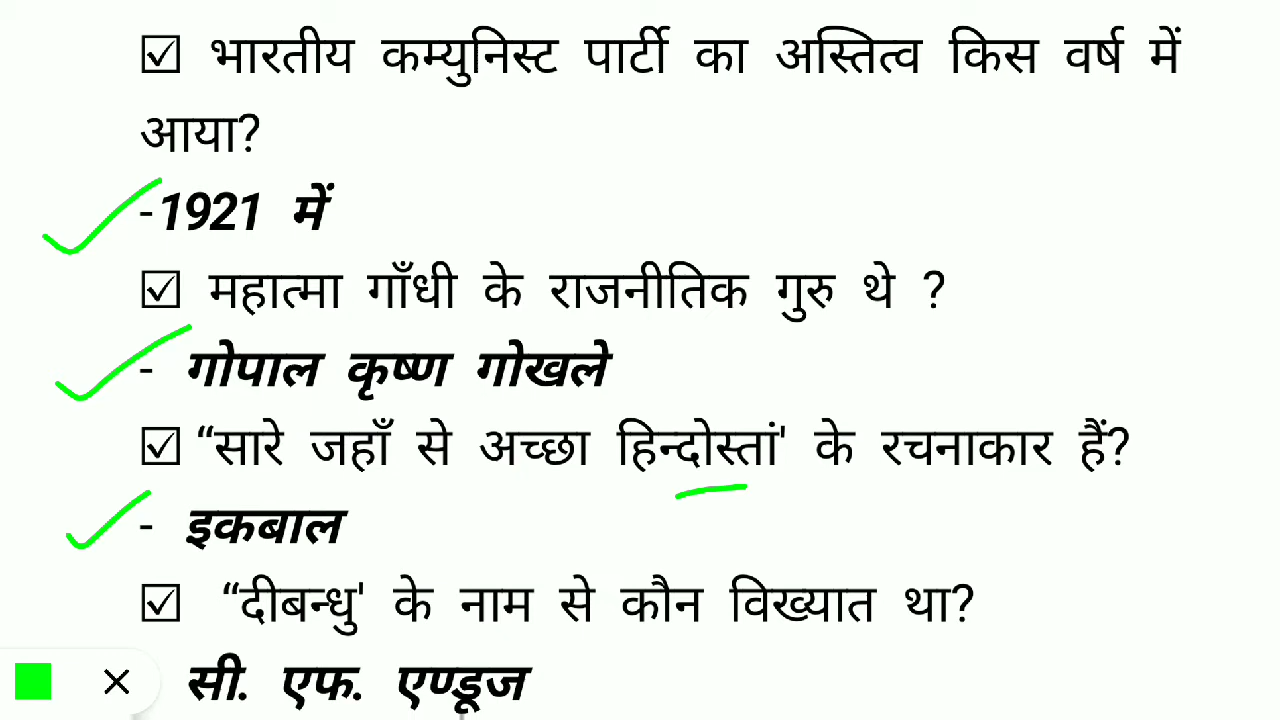 ☑ भारतीय कम्युनिस्ट पार्टी का अस्तित्व किस वर्ष में
आया?
-1921 में
☑ महात्मा गाँधी के राजनीतिक गुरु थे ?
- गोपाल कृष्ण गोखले
☑ “सारे जहाँ से अच्छा हिन्दोस्तां' के रचनाकार हैं?
- इकबाल
☑ “दीबन्धु' के नाम से कौन विख्यात था?
सी. एफ. एण्डूज